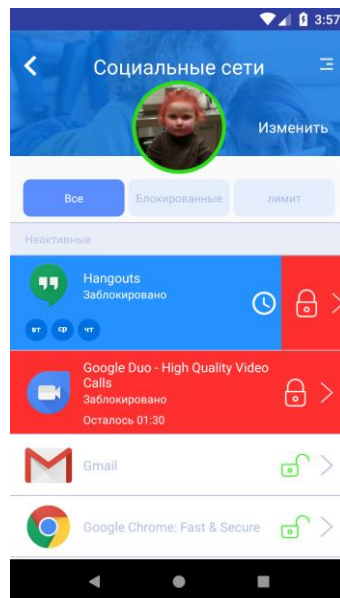 3:57
Социальные сети
Изменить
Все
Блокированные
лимит
Неактивные
Hangouts
Заблокировано
вт
ср
чт
Google Duo - High Quality Video
Calls
Заблокировано
Осталось 01:30
Gmail
Google Chrome: Fast & Secure